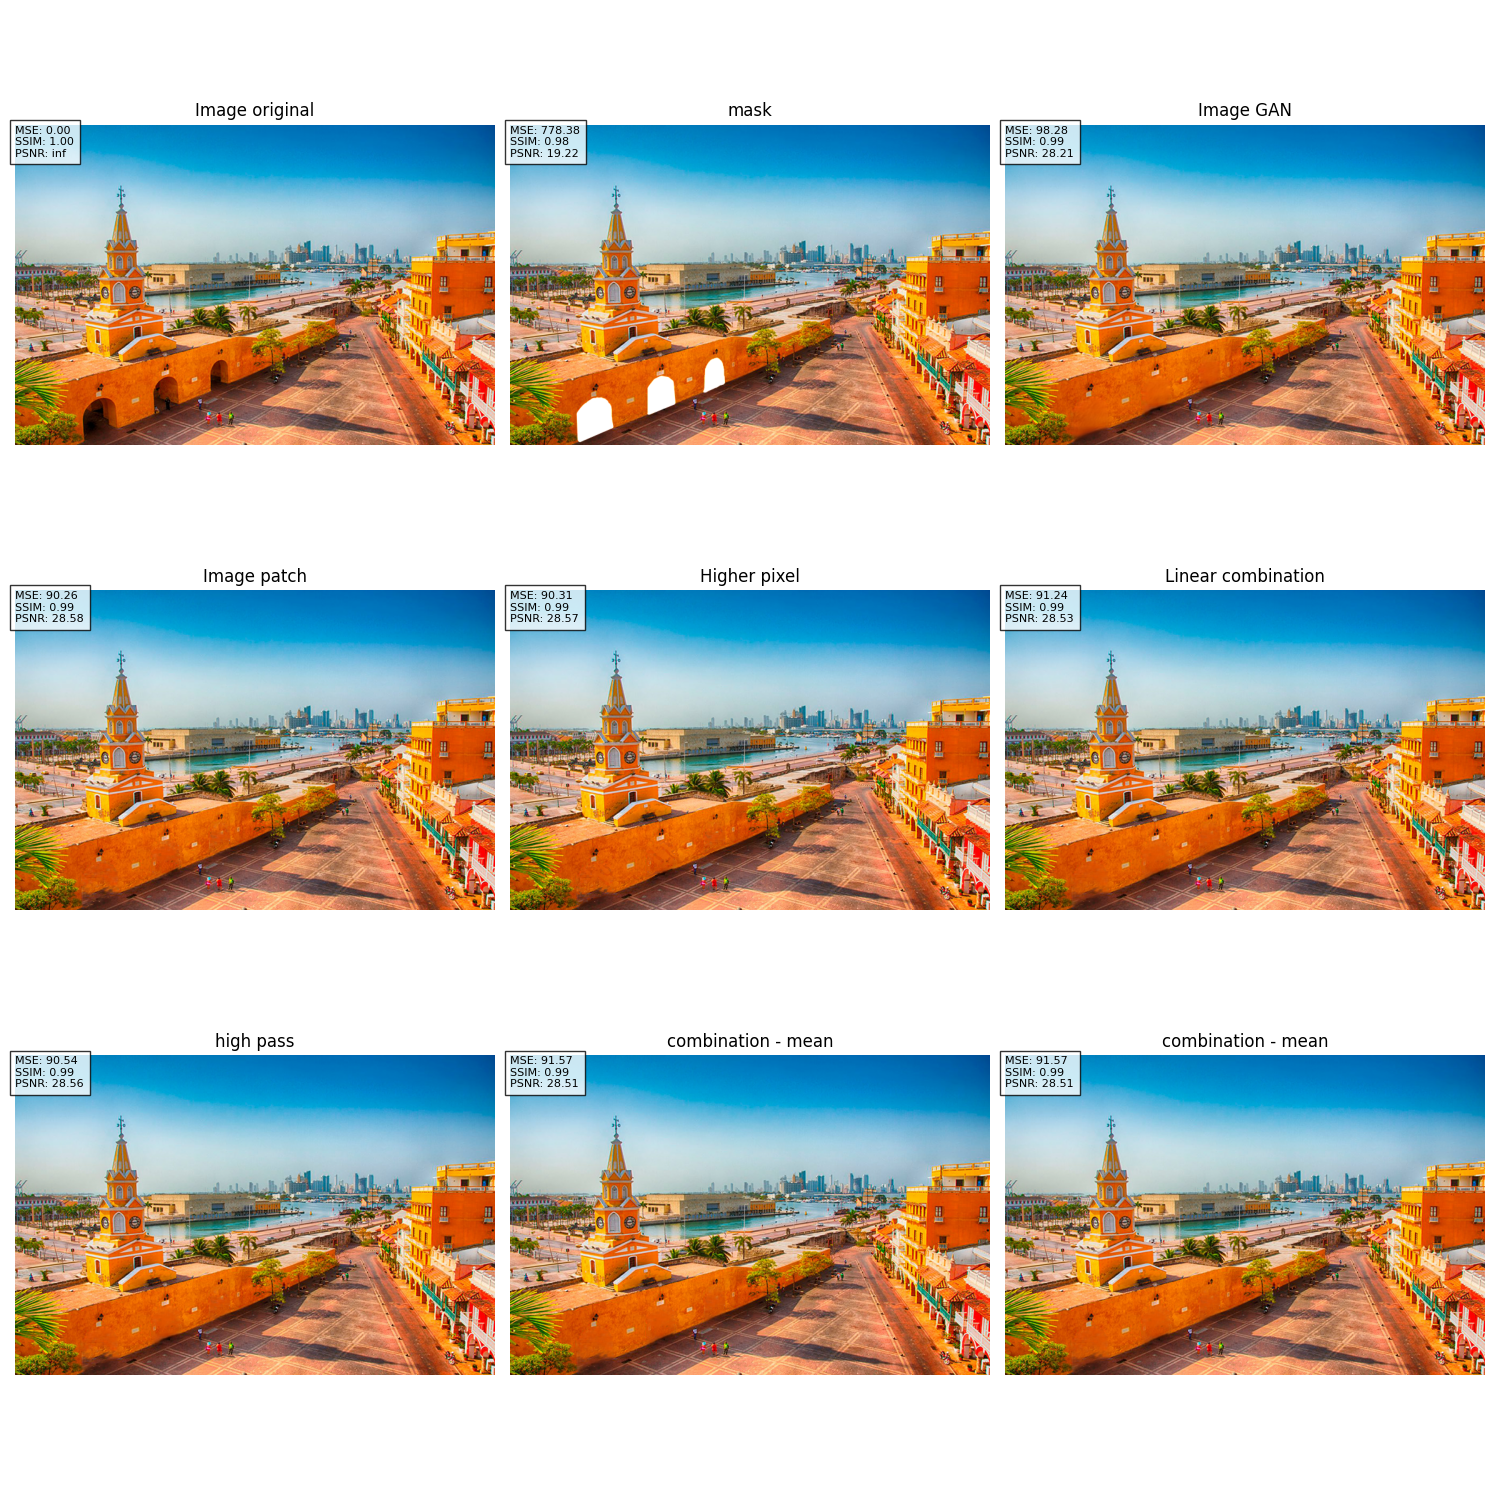 Image original
MSE: 0.00
SSIM: 1.00
PSNR: inf
mask
MSE: 778.38
SSIM: 0.98
PSNR: 19.22
Image GAN
MSE: 98.28
SSIM: 0.99
PSNR: 28.21
Image patch
MSE: 90.26
SSIM: 0.99
PSNR: 28.58
Higher pixel
MSE: 90.31
SSIM: 0.99
PSNR: 28.57
Linear combination
MSE: 91.24
SSIM: 0.99
PSNR: 28.53
high pass
MSE: 90.54
SSIM: 0.99
PSNR: 28.56
combination - mean
MSE: 91.57
SSIM: 0.99
PSNR: 28.51
combination - mean
MSE: 91.57
SSIM: 0.99
PSNR: 28.51